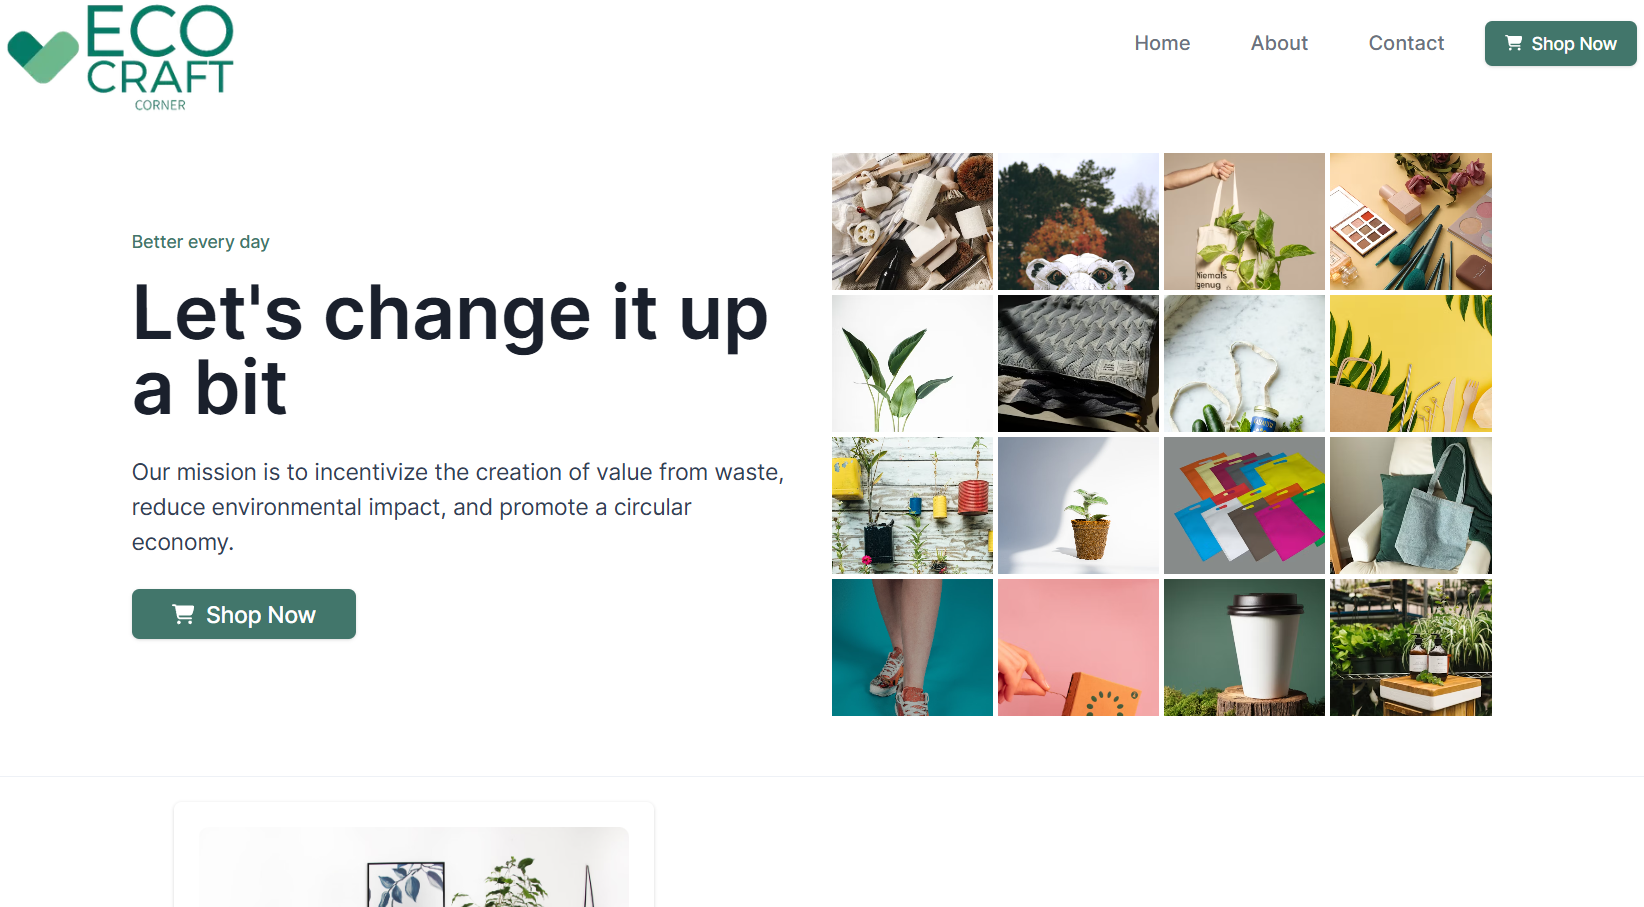 ECO
CRAFT
CORNER
Home
About
Contact
Shop Now
Better every day
Let's change it up
a bit
Our mission is to incentivize the creation of value from waste,
reduce environmental impact, and promote a circular
economy.
Shop Now
Niemals
genug